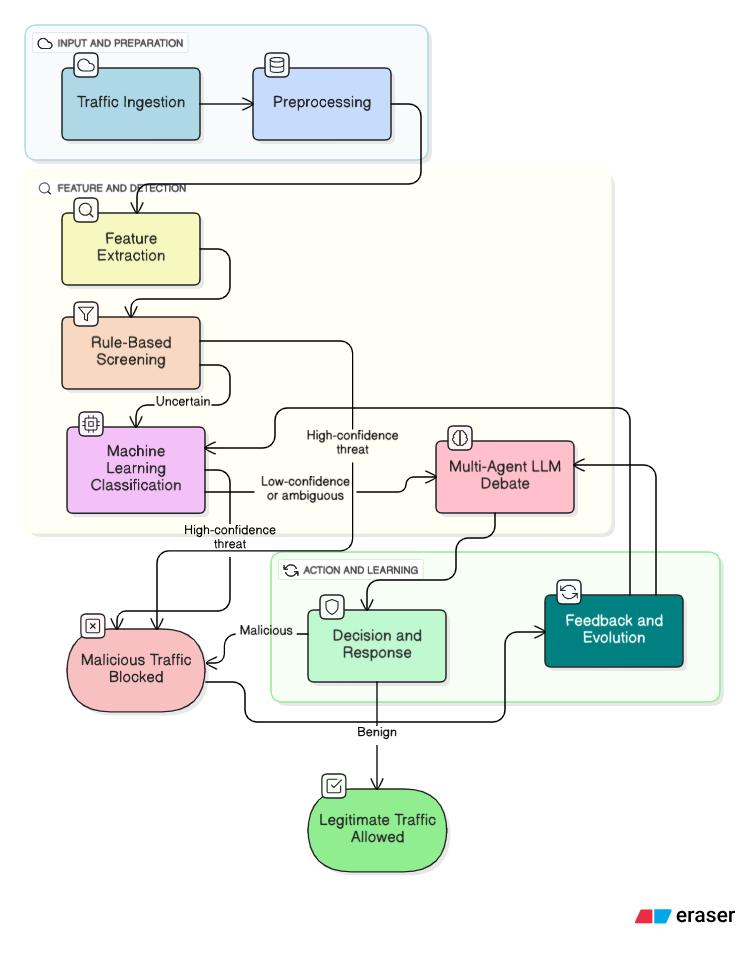 INPUT AND PREPARATION
Traffic Ingestion
Preprocessing
FEATURE AND DETECTION
Feature
Extraction
Rule-Based
Screening
Uncertain
Machine
Learning
Classification
High-confidence
threat
Low-confidence
or ambiguous
Multi-Agent LLM
Debate
High-confidence
threat
ACTION AND LEARNING
Malicious Traffic
Blocked
Malicious
Decision and
Response
Feedback and
Evolution
Benign
Legitimate Traffic
Allowed
eraser